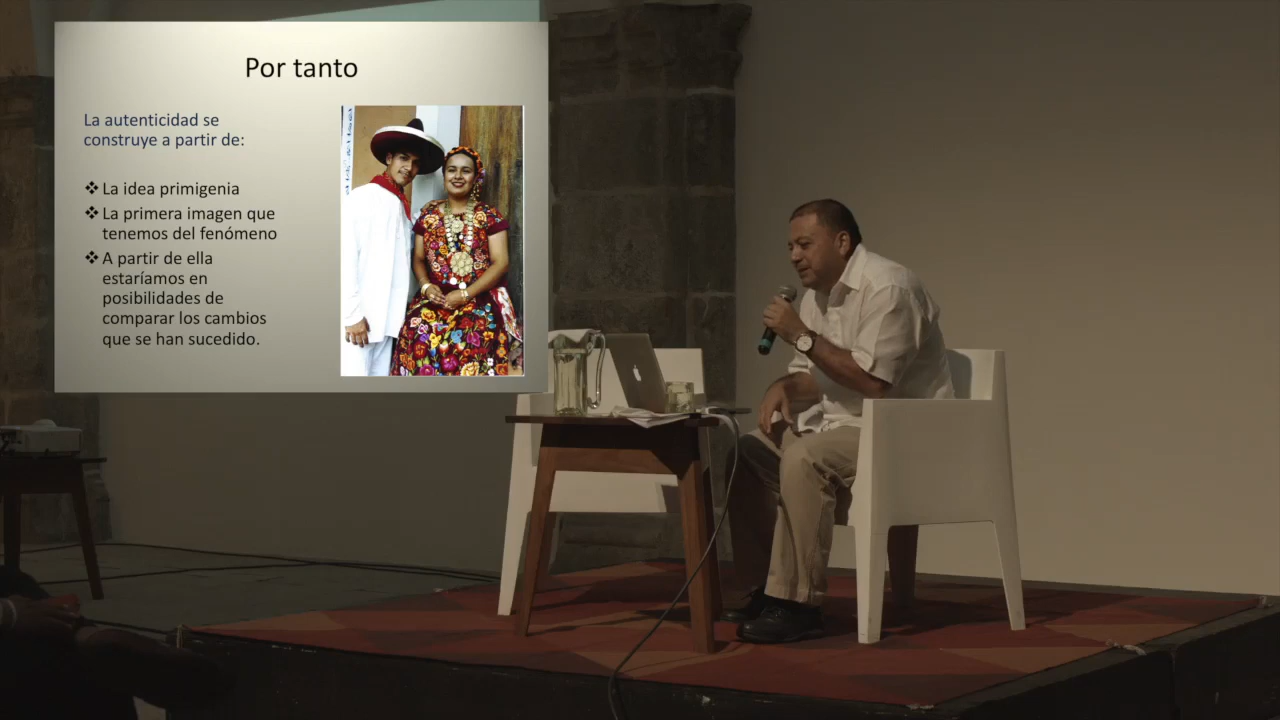 Por tanto
La autenticidad se
construye a partir de:
❖ La idea primigenia
❖ La primera imagen que
tenemos del fenómeno
❖ A partir de ella
estaríamos en
posibilidades de
comparar los cambios
que se han sucedido.